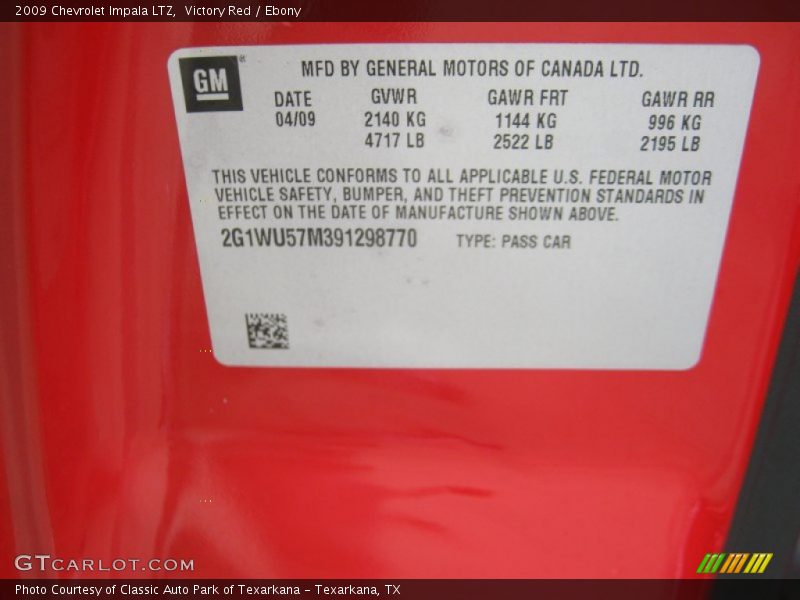 2009 Chevrolet Impala LTZ, Victory Red / Ebony
GM®
MFD BY GENERAL MOTORS OF CANADA LTD.
DATE GVWR GAWR FRT GAWR RR
04/09 2140 KG 1144 KG 996 KG
4717 LB 2522 LB 2195 LB
THIS VEHICLE CONFORMS TO ALL APPLICABLE U.S. FEDERAL MOTOR
VEHICLE SAFETY, BUMPER, AND THEFT PREVENTION STANDARDS IN
EFFECT ON THE DATE OF MANUFACTURE SHOWN ABOVE.
2G1WU57M391298770 TYPE: PASS CAR
GTCARLOT.COM
Photo Courtesy of Classic Auto Park of Texarkana - Texarkana, TX